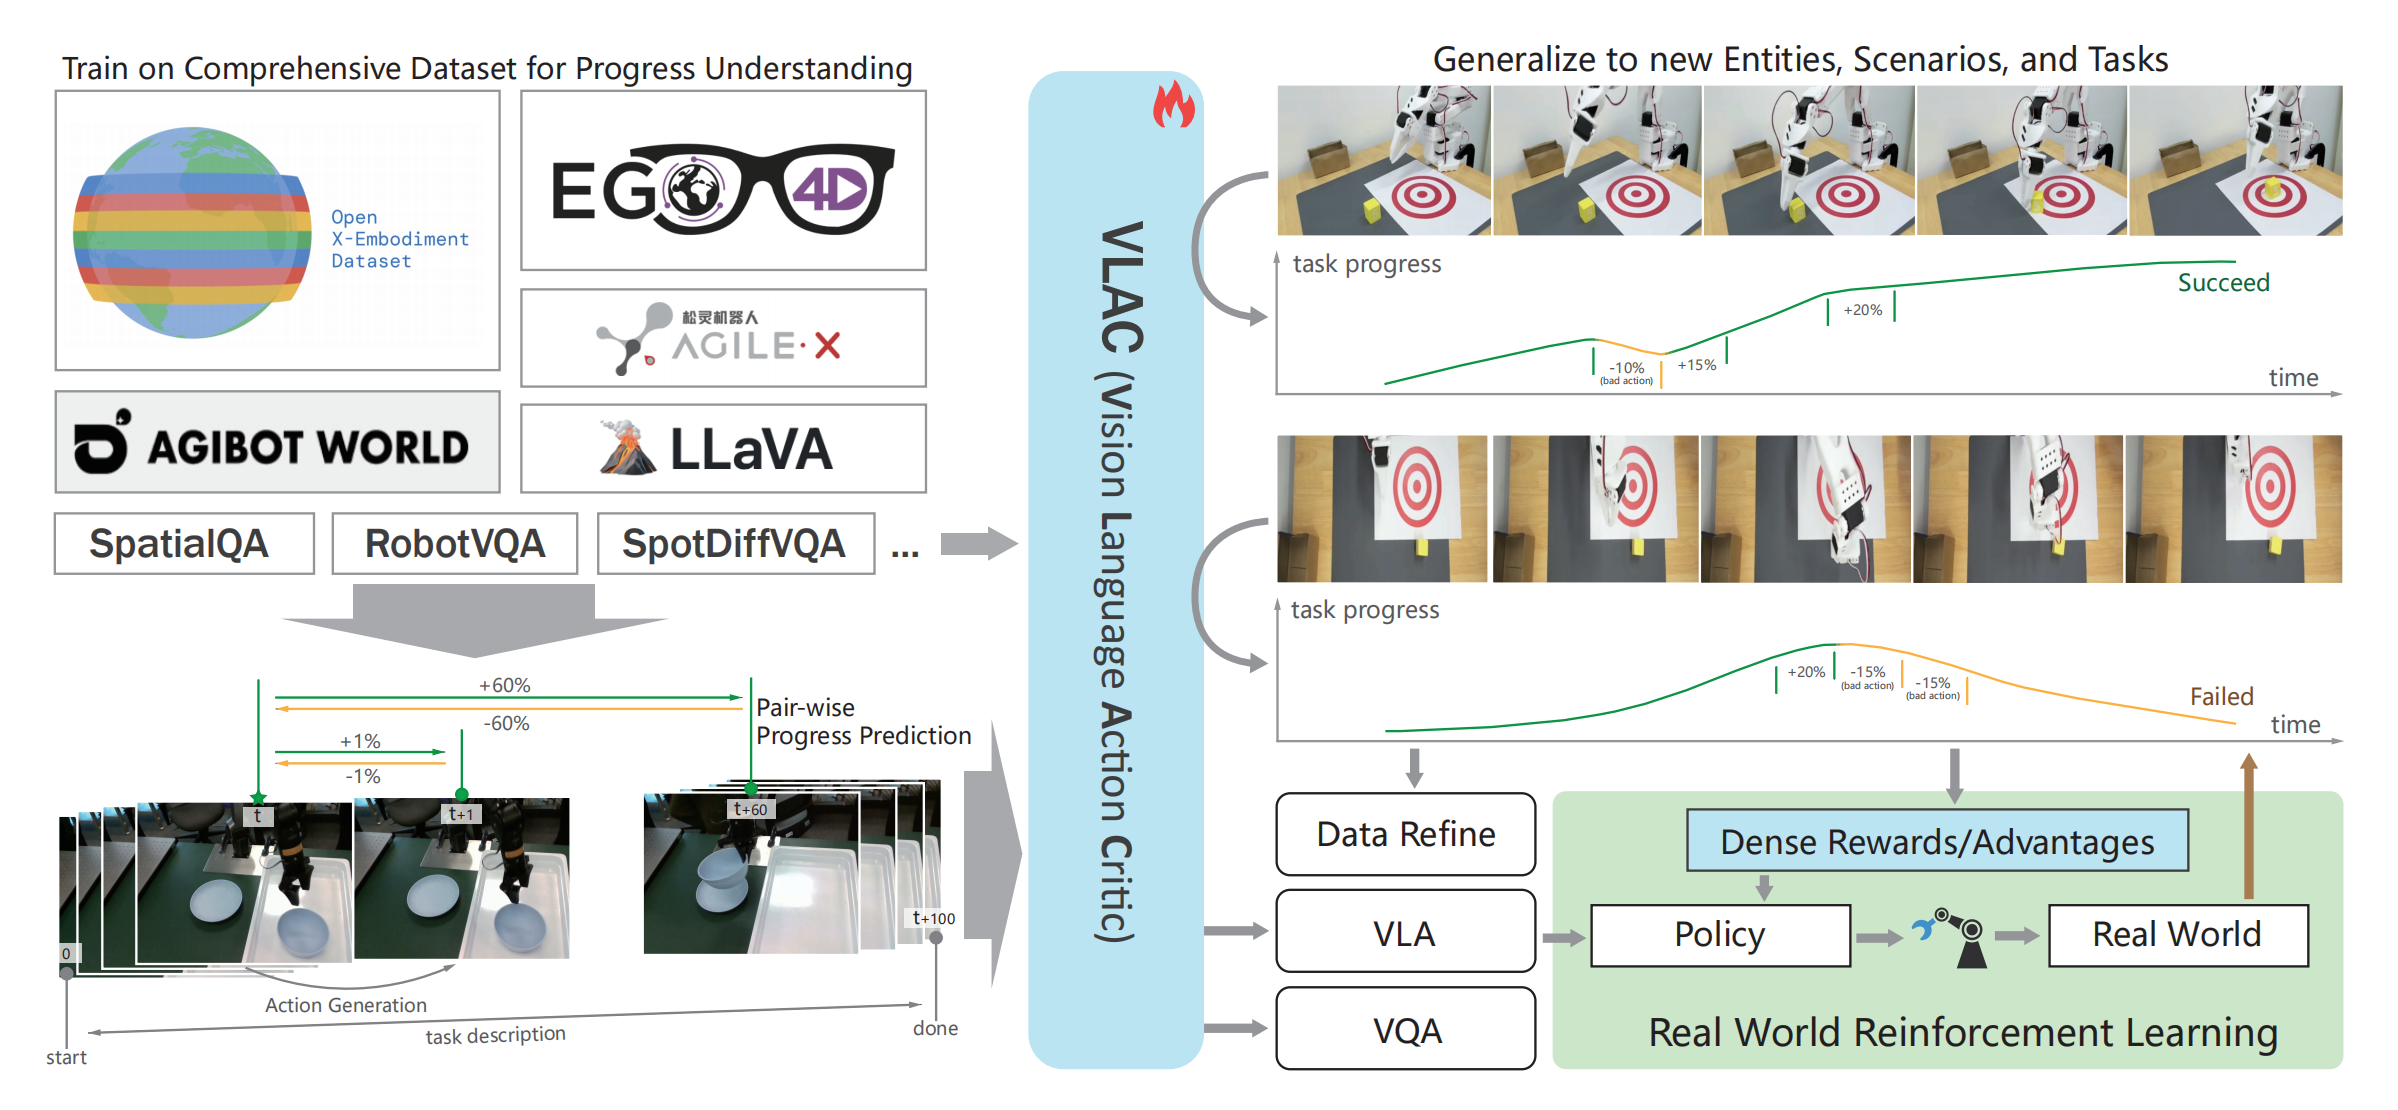 Train on Comprehensive Dataset for Progress Understanding
Open
X-Embodiment
Dataset
EGO 4D
松灵机器人
AGILE·X
AGIBOT WORLD
LLaVA
SpatialQA
RobotVQA
SpotDiffVQA
...
+60%
-60%
Pair-wise
Progress Prediction
+1%
-1%
t
t+1
t+60
t+100
0
Action Generation
task description
start
done
VLAC (Vision Language Action Critic)
Generalize to new Entities, Scenarios, and Tasks
task progress
Succeed
+20%
-10%
(bad action)
+15%
time
task progress
+20%
-15%
(bad action)
-15%
(bad action)
Failed
time
Data Refine
VLA
VQA
Dense Rewards/Advantages
Policy
Real World
Real World Reinforcement Learning